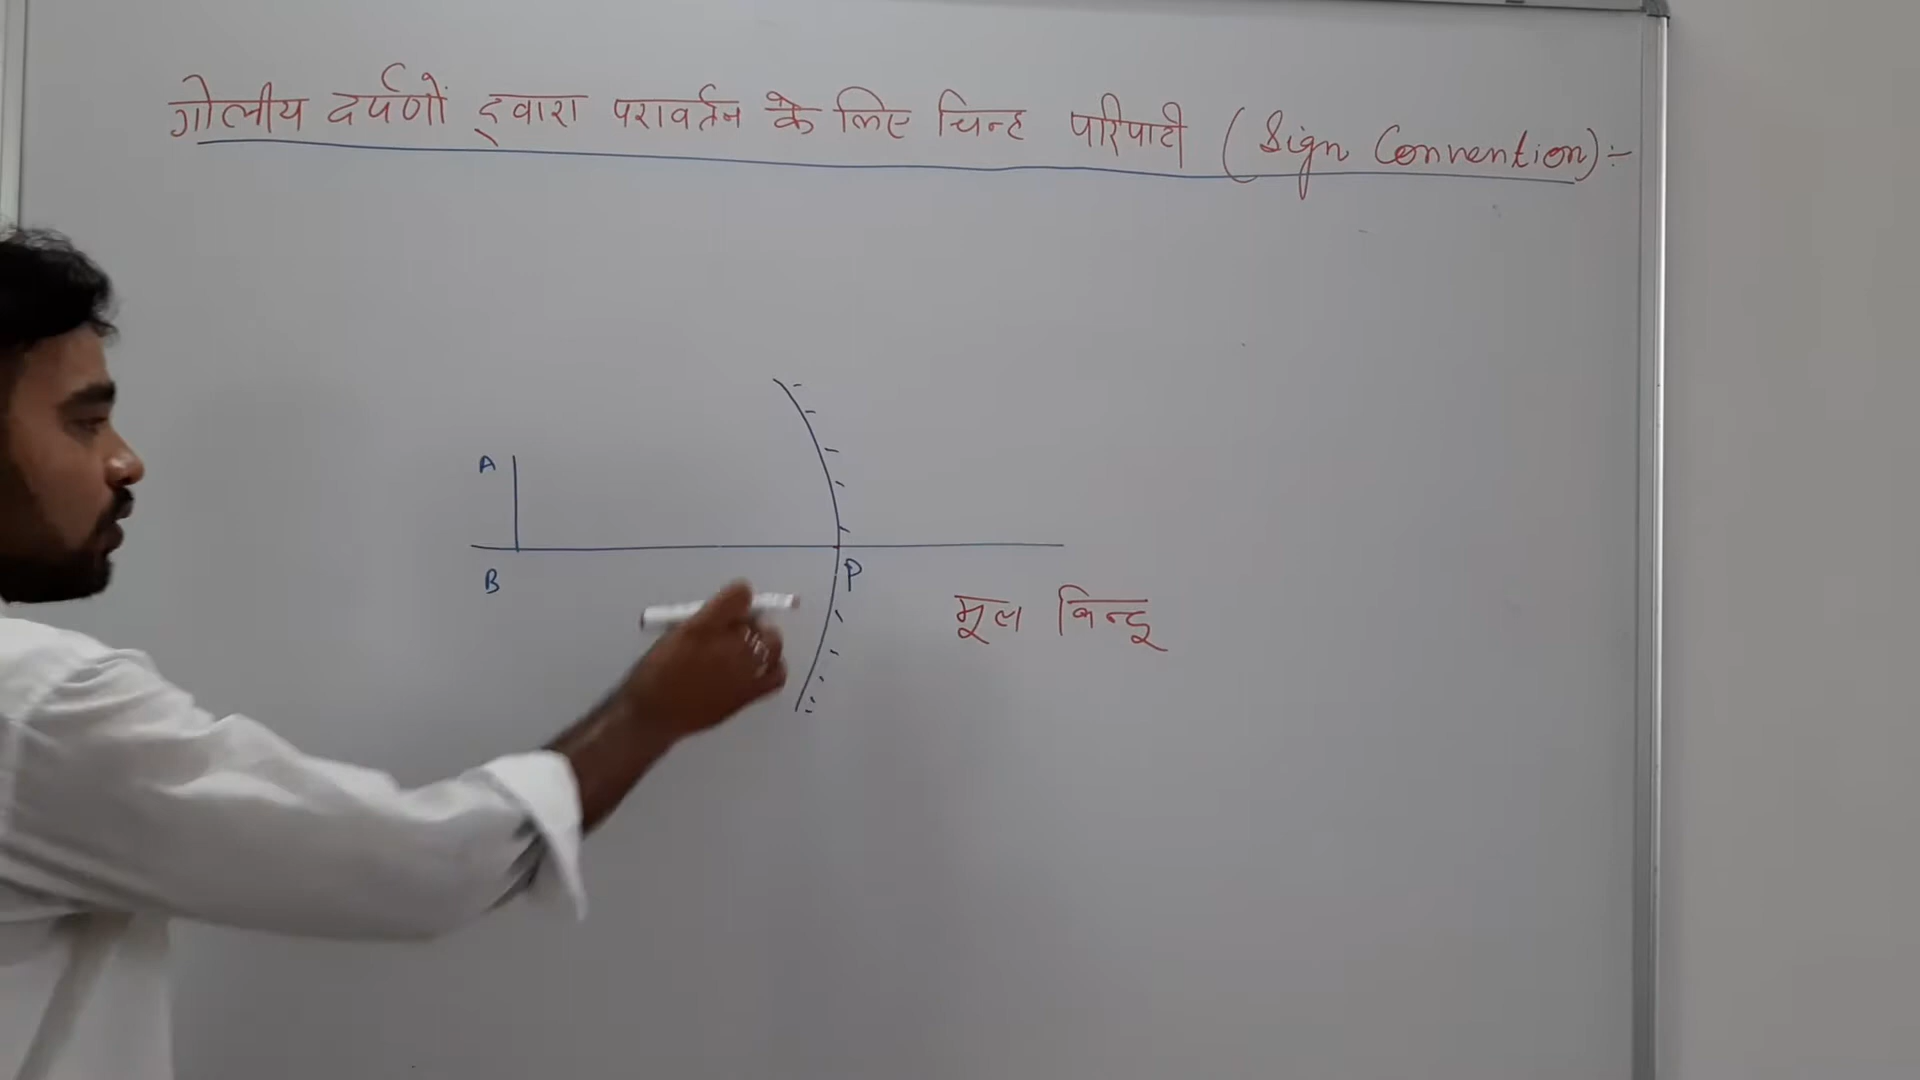 गोलीय दर्पणों द्वारा परावर्तन के लिए चिन्ह परिपाटी (Sign Convention):-
A
B
P
मूल बिन्दू